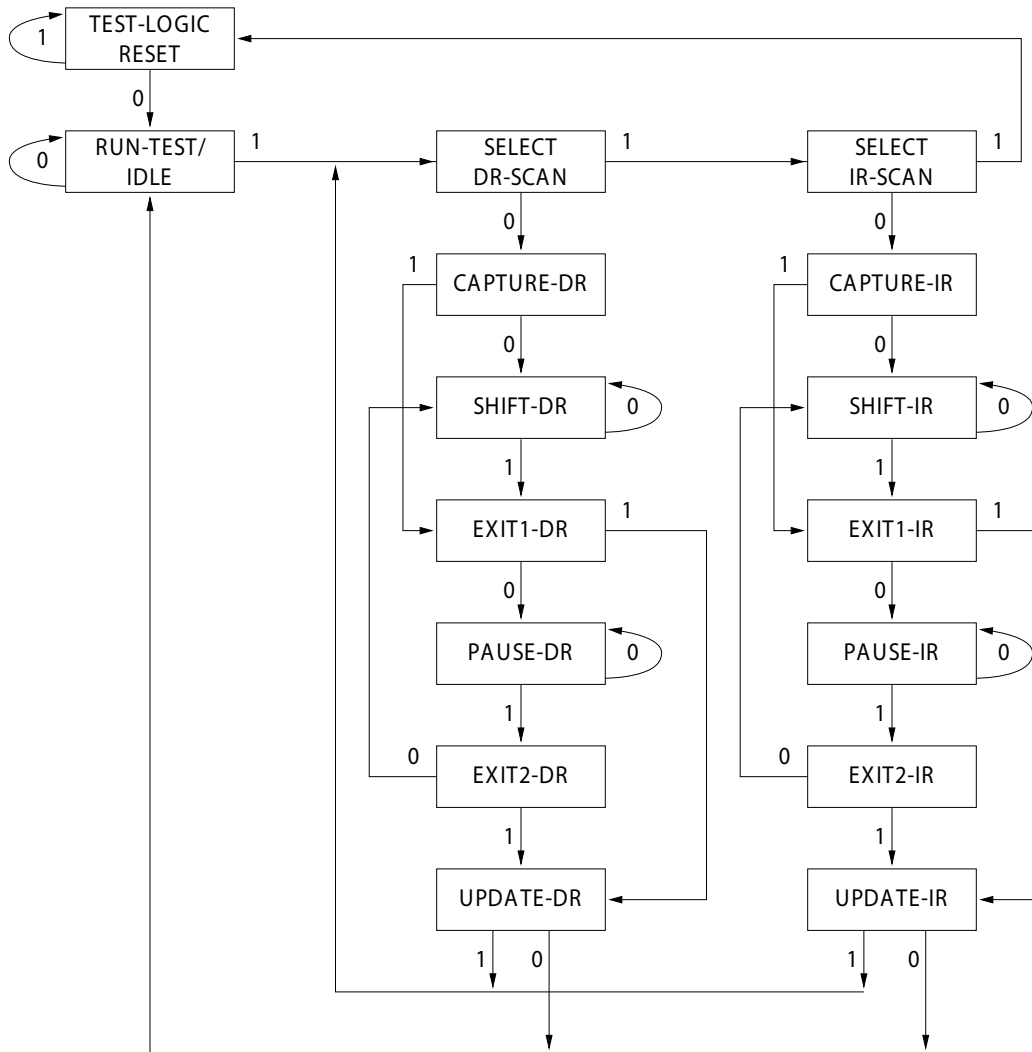 TEST-LOGIC
RESET
1
0
RUN-TEST/
IDLE
0
1
SELECT
DR-SCAN
1
SELECT
IR-SCAN
1
0
0
1
CAPTURE-DR
1
CAPTURE-IR
0
0
SHIFT-DR
0
SHIFT-IR
0
1
1
EXIT1-DR
1
EXIT1-IR
1
0
0
PAUSE-DR
0
PAUSE-IR
0
1
1
0
EXIT2-DR
0
EXIT2-IR
1
1
UPDATE-DR
UPDATE-IR
1
0
1
0